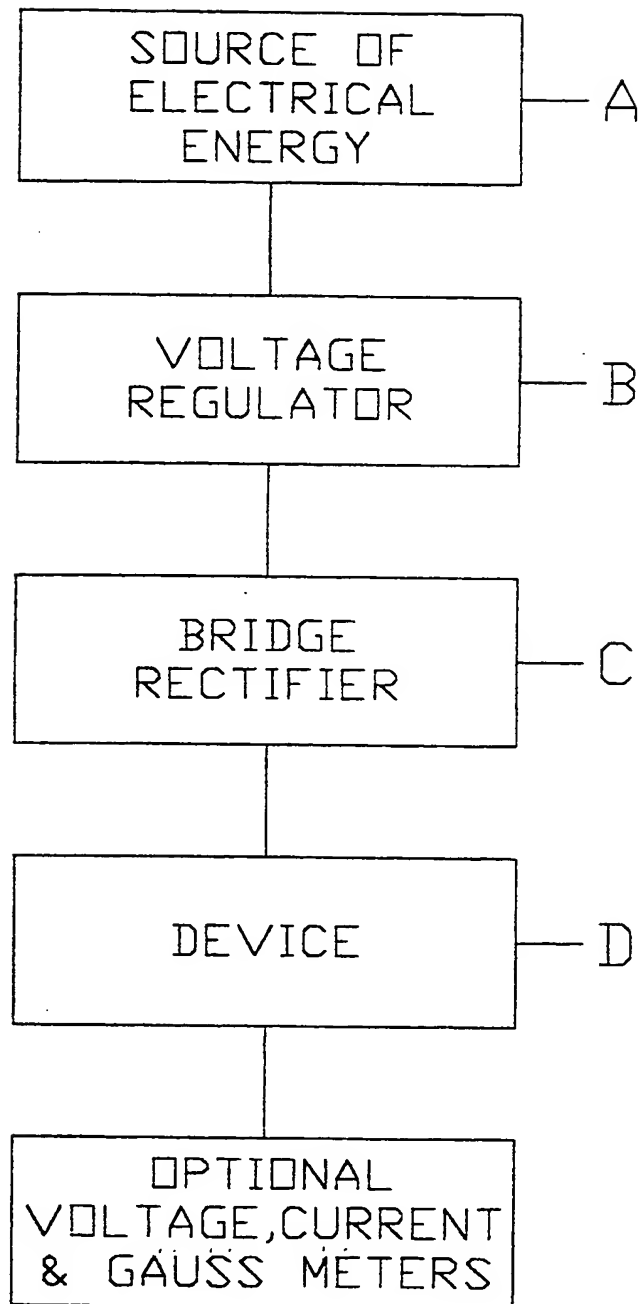 SOURCE OF
ELECTRICAL
ENERGY
A
VOLTAGE
REGULATOR
B
BRIDGE
RECTIFIER
C
DEVICE
D
OPTIONAL
VOLTAGE,CURRENT
& GAUSS METERS